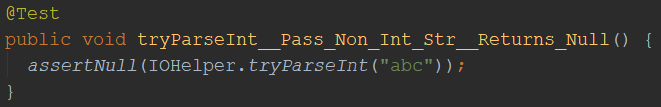 @Test
public void tryParseInt__Pass_Non_Int_Str__Returns_Null() {
assertNull(IOHelper.tryParseInt("abc"));
}